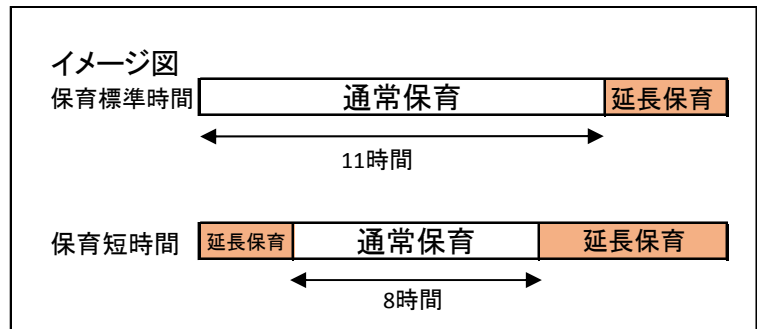 イメージ図
保育標準時間 通常保育 延長保育
11時間
保育短時間 延長保育 通常保育 延長保育
8時間